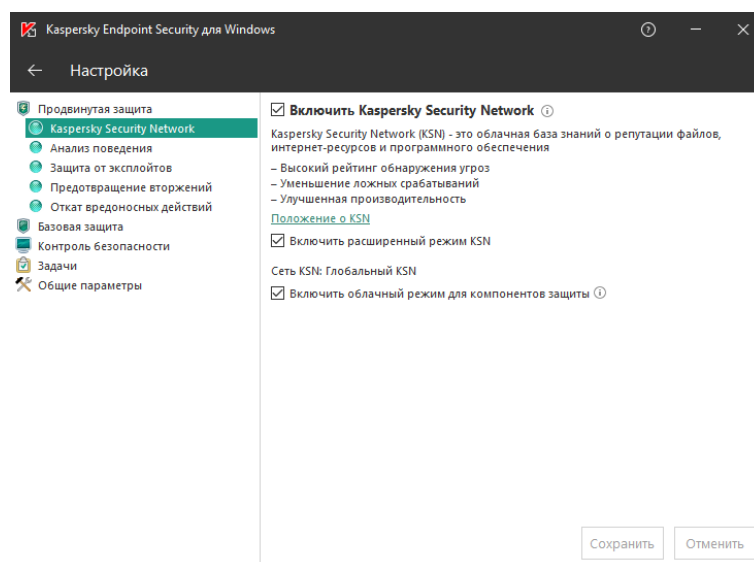 Kaspersky Endpoint Security для Windows
Настройка
Продвинутая защита
Kaspersky Security Network
Анализ поведения
Защита от эксплойтов
Предотвращение вторжений
Откат вредоносных действий
Базовая защита
Контроль безопасности
Задачи
Общие параметры
Включить Kaspersky Security Network
Kaspersky Security Network (KSN) - это облачная база знаний о репутации файлов,
интернет-ресурсов и программного обеспечения
– Высокий рейтинг обнаружения угроз
– Уменьшение ложных срабатываний
– Улучшенная производительность
Положение о KSN
Включить расширенный режим KSN
Сеть KSN: Глобальный KSN
Включить облачный режим для компонентов защиты
Сохранить
Отменить